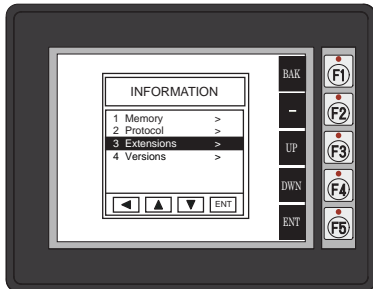 INFORMATION
1 Memory >
2 Protocol >
3 Extensions >
4 Versions >
ENT
BAK
–
UP
DWN
ENT
F1
F2
F3
F4
F5